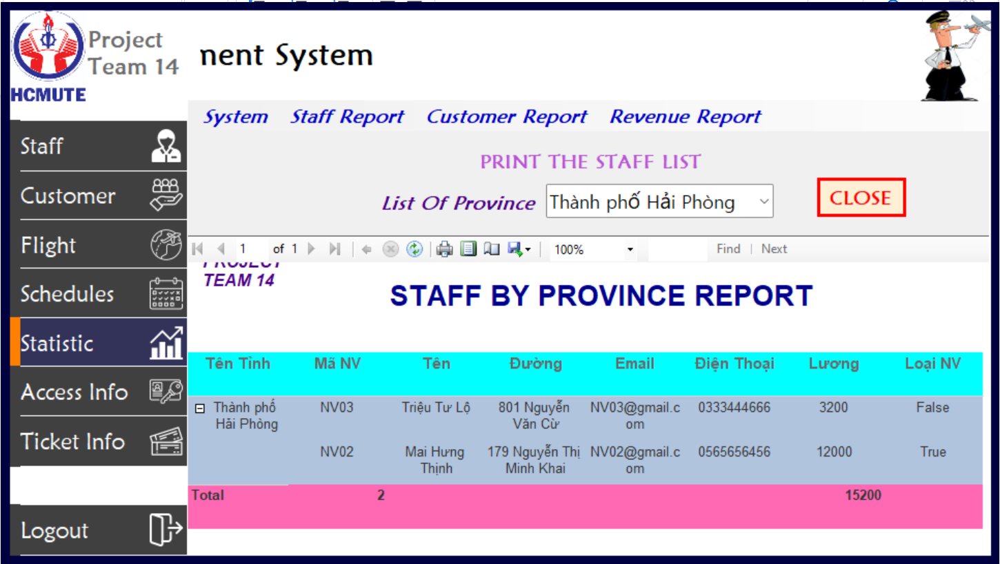 Project
Team 14
HCMUTE
nent System
System Staff Report Customer Report Revenue Report
Staff
Customer
Flight
Schedules
Statistic
Access Info
Ticket Info
Logout
PRINT THE STAFF LIST
List Of Province Thành phố Hải Phòng
CLOSE
1 of 1 100% Find | Next
PROJECT
TEAM 14
STAFF BY PROVINCE REPORT
Tên Tỉnh Mã NV Tên Đường Email Điện Thoại Lương Loại NV
Thành phố NV03 Triệu Tư Lộ 801 Nguyễn NV03@gmail.c 0333444666 3200 False
Hải Phòng Văn Cừ om
NV02 Mai Hưng 179 Nguyễn Thị NV02@gmail.c 0565656456 12000 True
Thịnh Minh Khai om
Total 2 15200